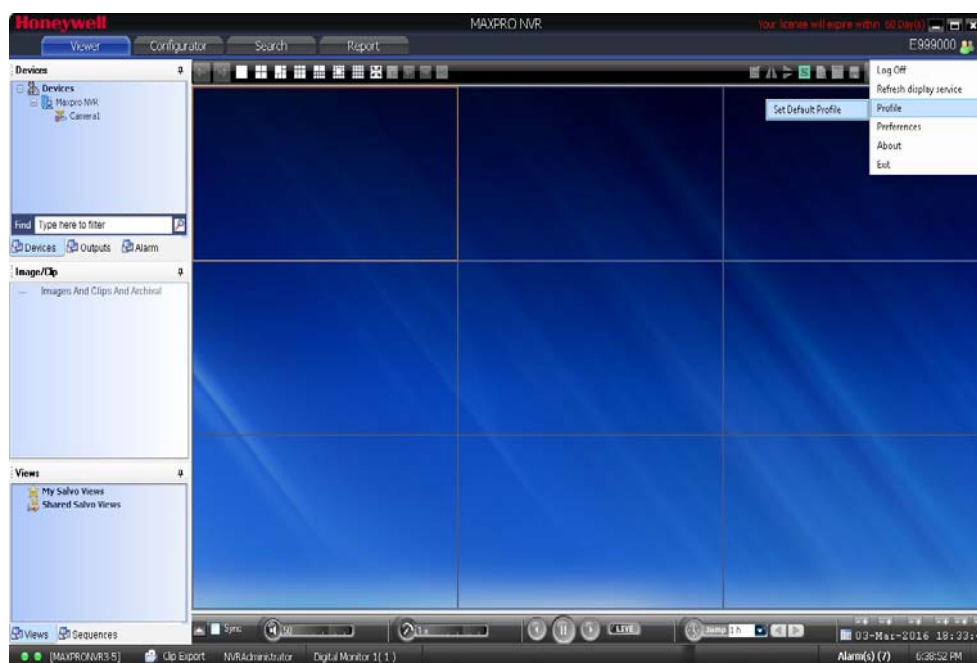 Honeywell
MAXPRO NVR
Your license will expire within 60 Day(s)
Viewer
Configurator
Search
Report
E999000
Devices
Devices
Maxpro NVR
Find
Type here to filter
Devices
Outputs
Alarm
Image/Clip
Images And Clips And Archival
Views
My Salvo Views
Shared Salvo Views
Views
Sequences
S
Log Off
Refresh display service
Profile
Set Default Profile
Preferences
About
Exit
Sync
50
1 x
LIVE
Jump 1 h
03-Mar-2016 18:33:
[MAXPRONVR3-5]
Clip Export
NVRAdministrator
Digital Monitor 1( 1 )
Alarm(s) (7)
6:38:52 PM